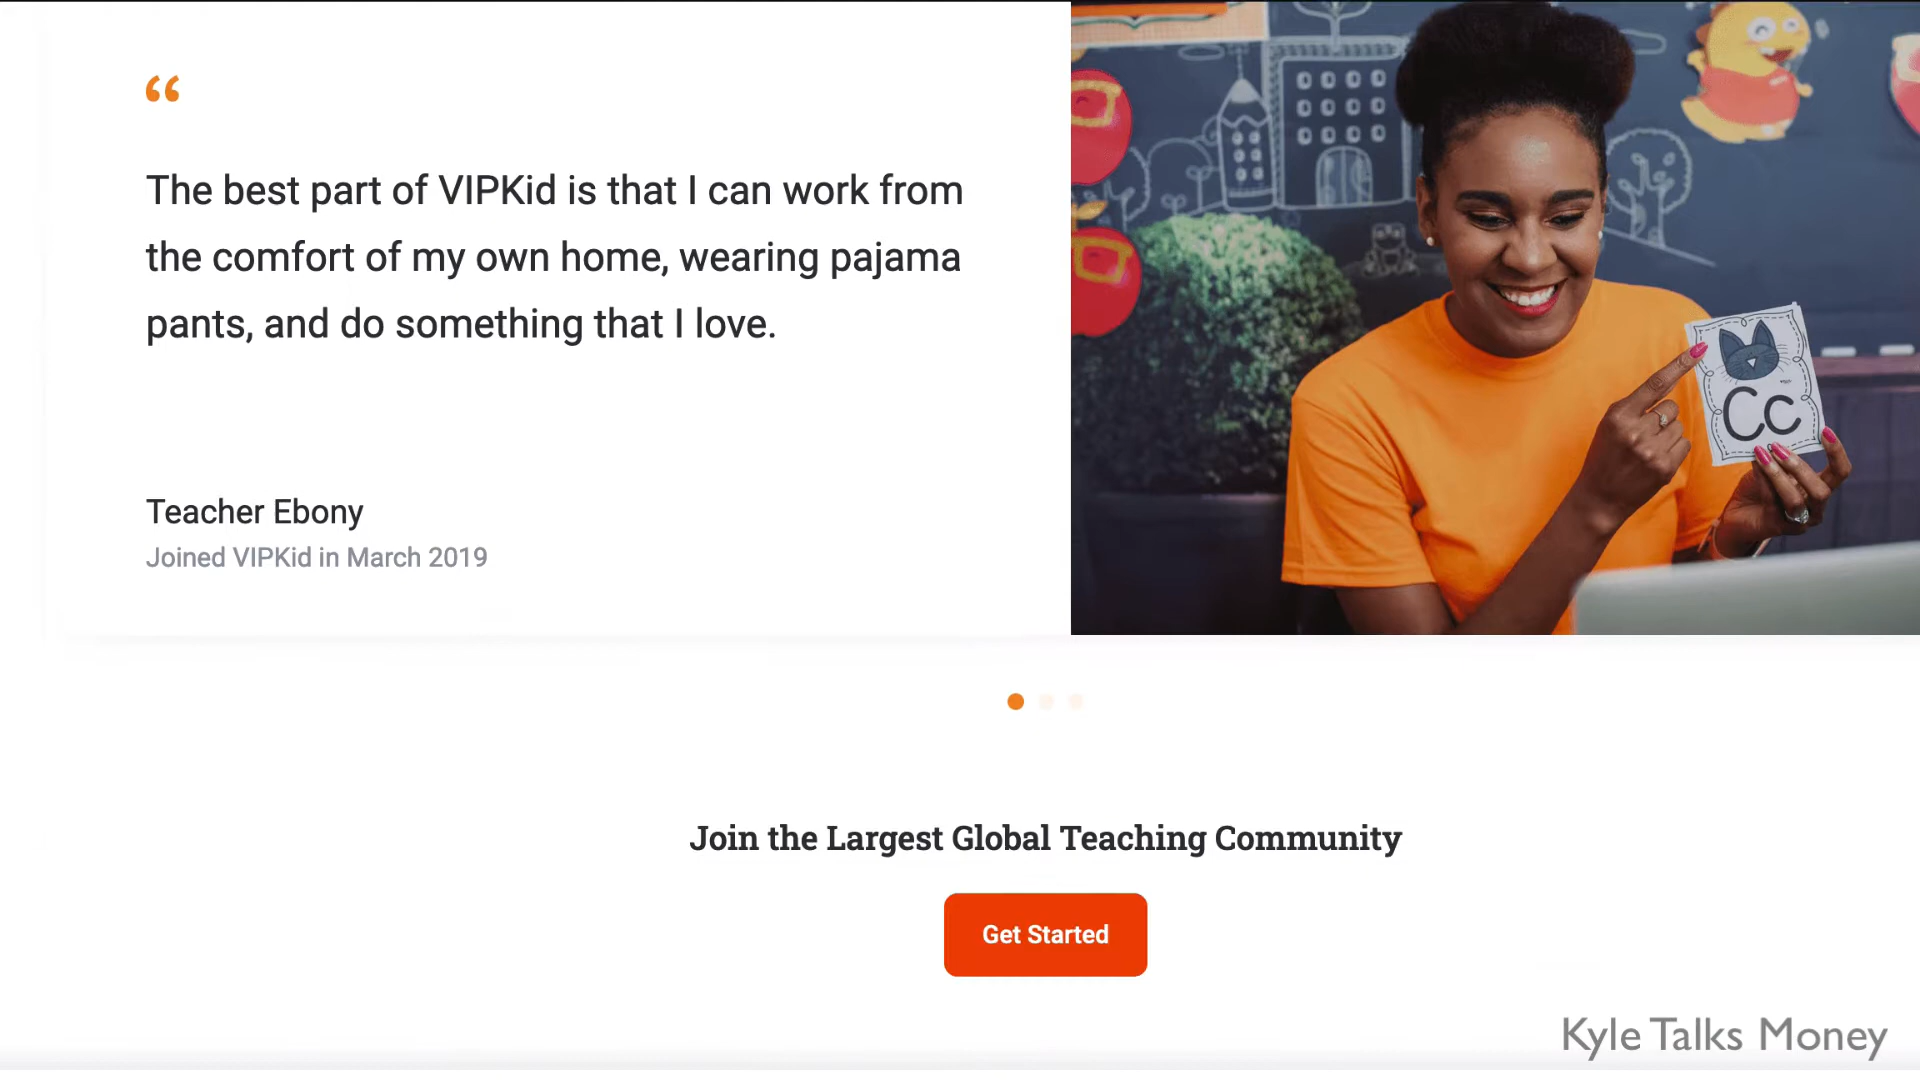 “
The best part of VIPKid is that I can work from
the comfort of my own home, wearing pajama
pants, and do something that I love.
Teacher Ebony
Joined VIPKid in March 2019
Cc
Join the Largest Global Teaching Community
Get Started
Kyle Talks Money